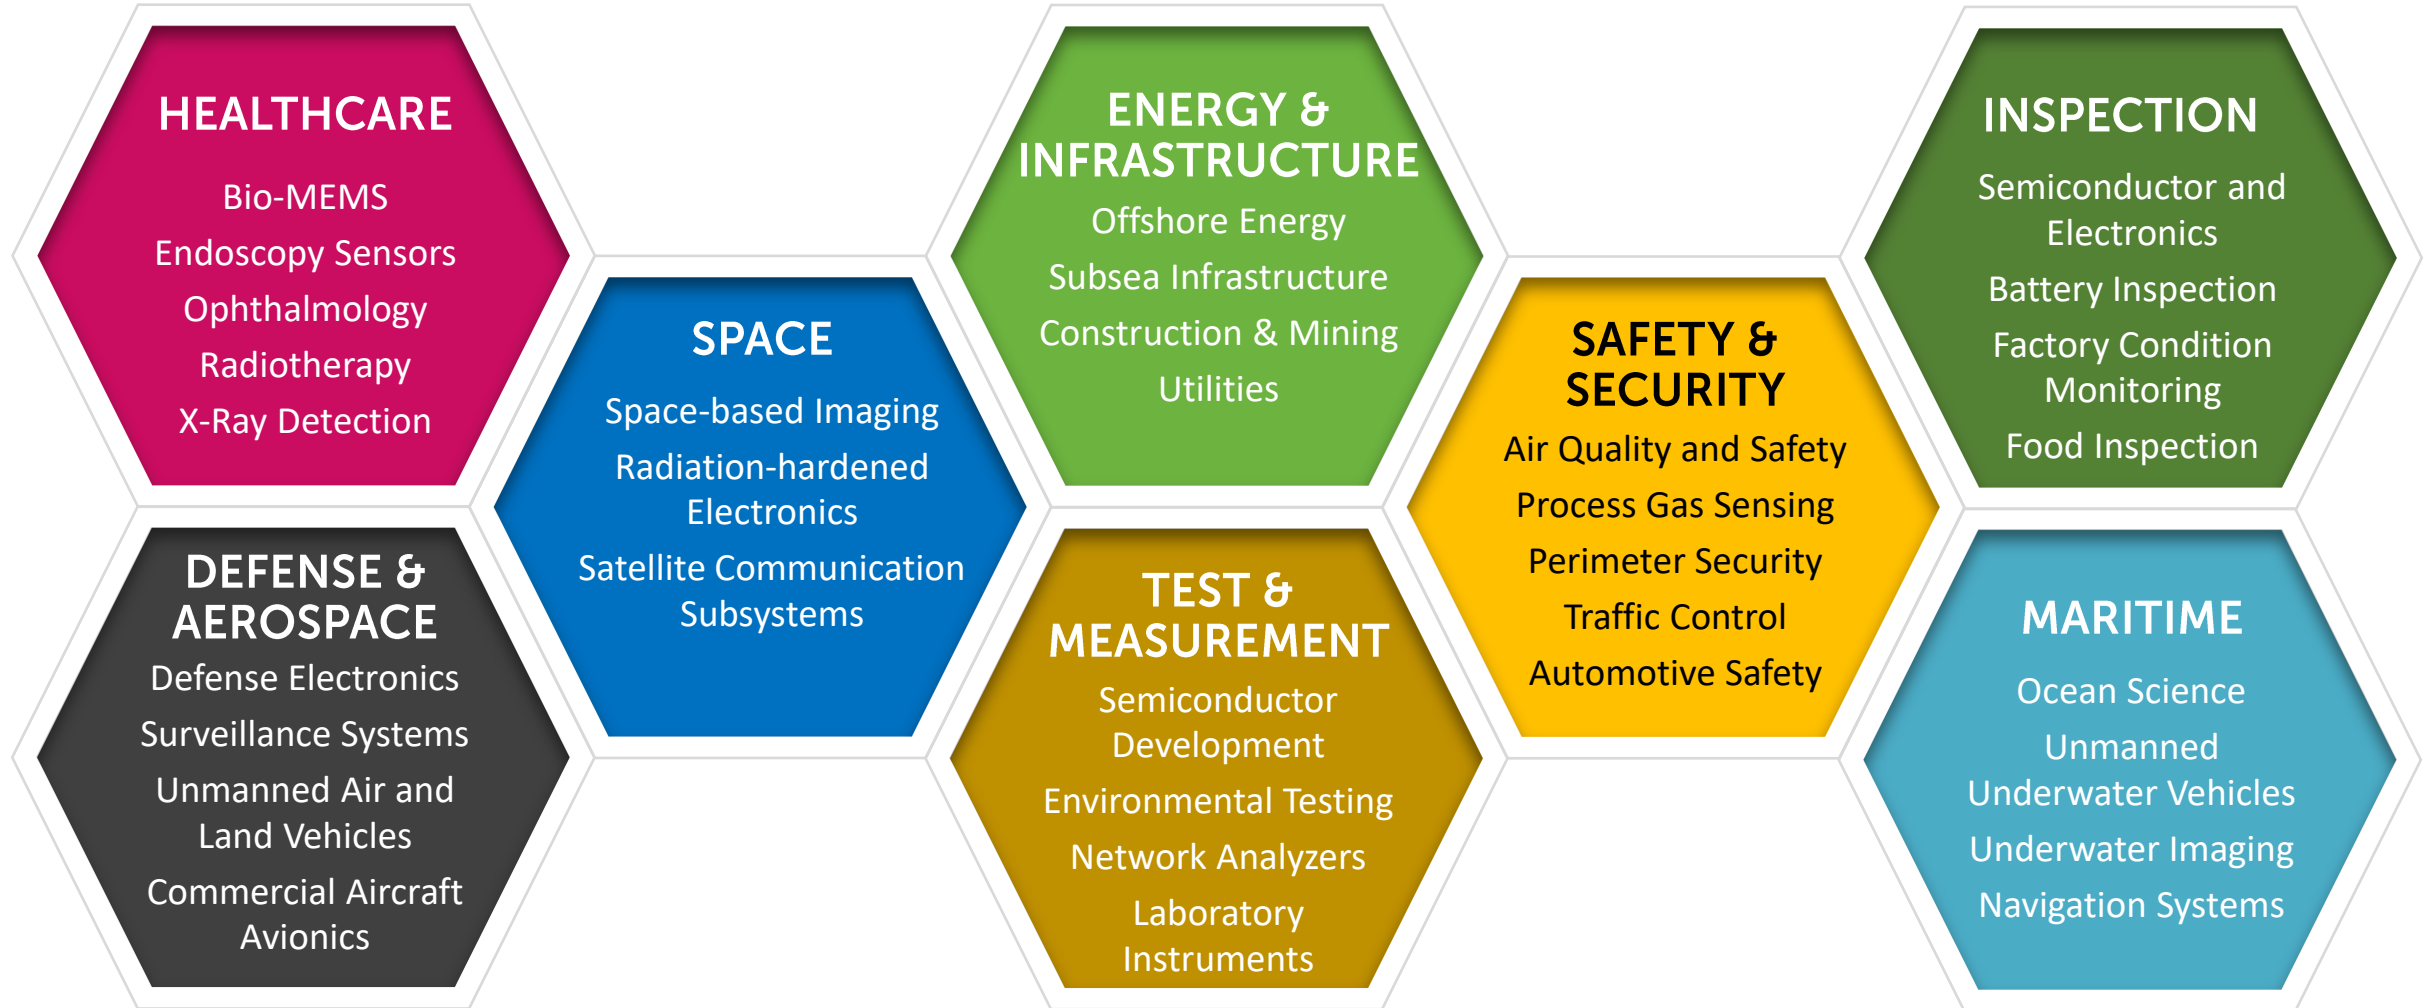 HEALTHCARE
Bio-MEMS
Endoscopy Sensors
Ophthalmology
Radiotherapy
X-Ray Detection
DEFENSE &
AEROSPACE
Defense Electronics
Surveillance Systems
Unmanned Air and
Land Vehicles
Commercial Aircraft
Avionics
SPACE
Space-based Imaging
Radiation-hardened
Electronics
Satellite Communication
Subsystems
ENERGY &
INFRASTRUCTURE
Offshore Energy
Subsea Infrastructure
Construction & Mining
Utilities
TEST &
MEASUREMENT
Semiconductor
Development
Environmental Testing
Network Analyzers
Laboratory
Instruments
SAFETY &
SECURITY
Air Quality and Safety
Process Gas Sensing
Perimeter Security
Traffic Control
Automotive Safety
INSPECTION
Semiconductor and
Electronics
Battery Inspection
Factory Condition
Monitoring
Food Inspection
MARITIME
Ocean Science
Unmanned
Underwater Vehicles
Underwater Imaging
Navigation Systems